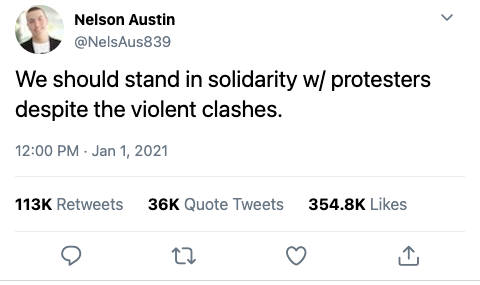 Nelson Austin
@NelsAus839
We should stand in solidarity w/ protesters
despite the violent clashes.
12:00 PM · Jan 1, 2021
113K Retweets 36K Quote Tweets 354.8K Likes